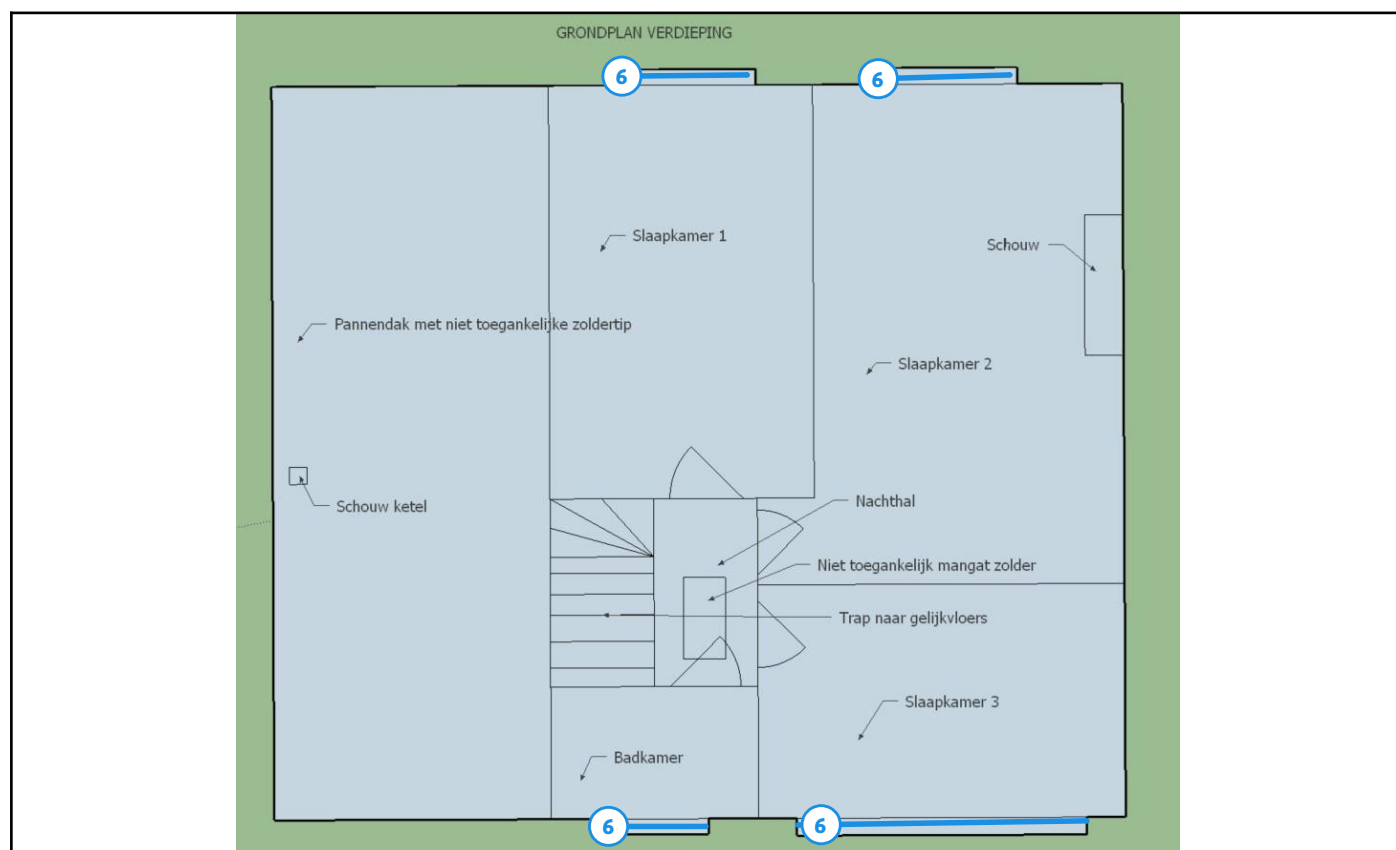 GRONDPLAN VERDIEPING
6
6
Slaapkamer 1
Schouw
Pannendak met niet toegankelijke zoldertip
Slaapkamer 2
Schouw ketel
Nachthal
Niet toegankelijk mangat zolder
Trap naar gelijkvloers
Slaapkamer 3
Badkamer
6
6